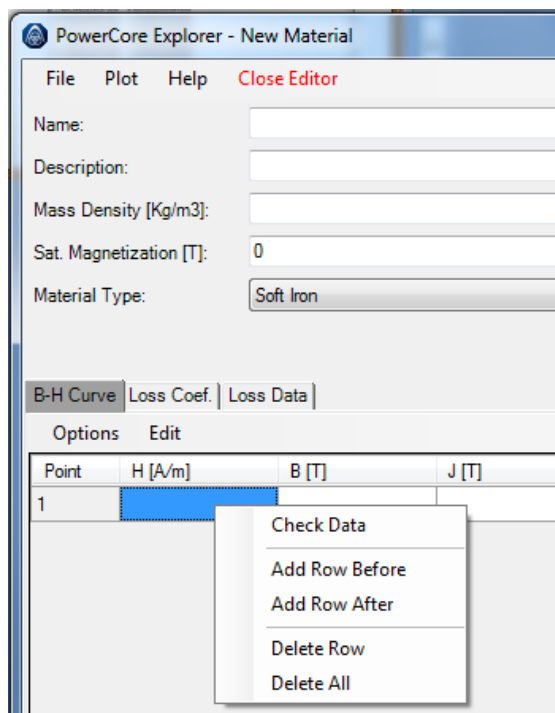 PowerCore Explorer - New Material
File Plot Help Close Editor
Name:
Description:
Mass Density [Kg/m3]:
Sat. Magnetization [T]: 0
Material Type: Soft Iron
B-H Curve Loss Coef. Loss Data
Options Edit
Point H [A/m] B [T] J [T]
1
Check Data
Add Row Before
Add Row After
Delete Row
Delete All